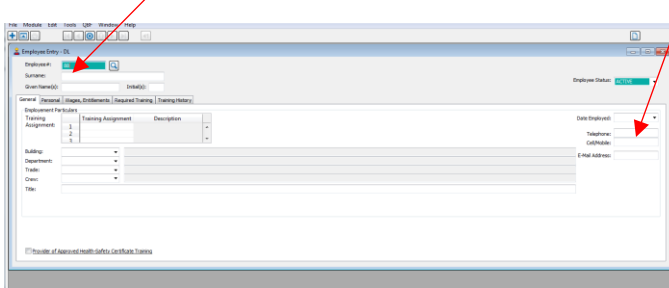 File Module Edit Tools QSF Window Help
Employee Entry - DL
Employee#:
Surname:
Given Name(s): Initial(s):
Employee Status: ACTIVE
General Personal Wages, Entitlements Required Training Training History
Employement Particulars
Training Assignment: Training Assignment Description
1
2
3
Date Employed:
Telephone:
Cell/Mobile:
E-Mail Address:
Building:
Department:
Trade:
Crew:
Title:
Provider of Approved Health-Safety Certificate Training